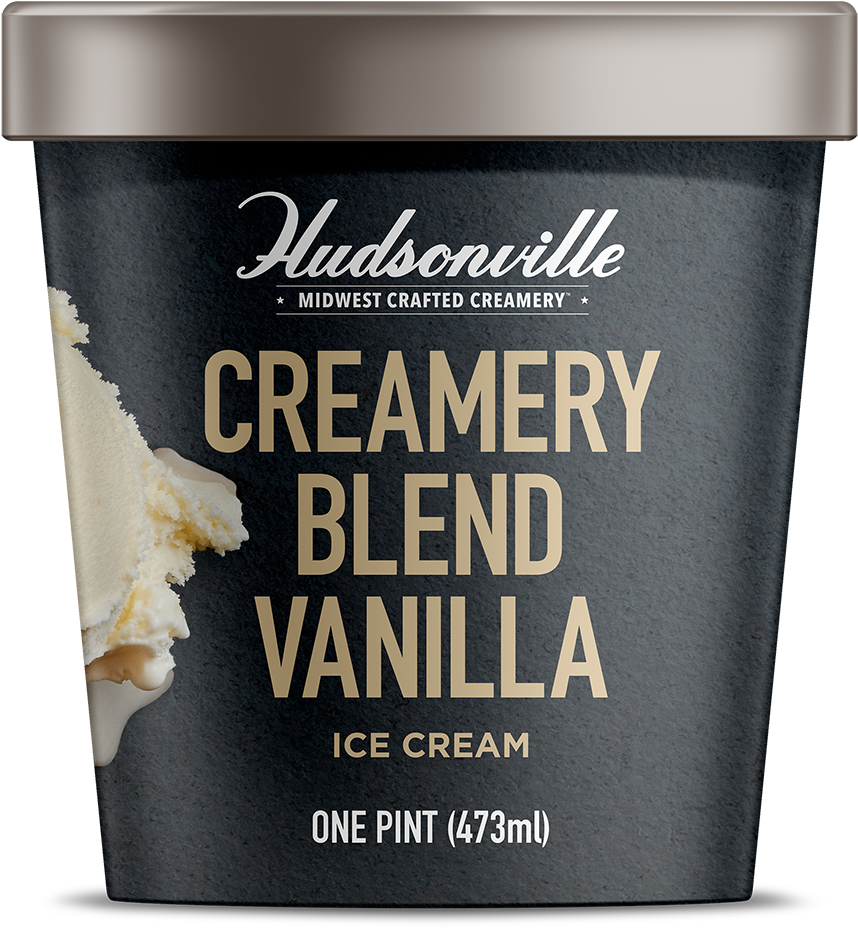 Hudsonville
★ MIDWEST CRAFTED CREAMERY™ ★
CREAMERY
BLEND
VANILLA
ICE CREAM
ONE PINT (473ml)